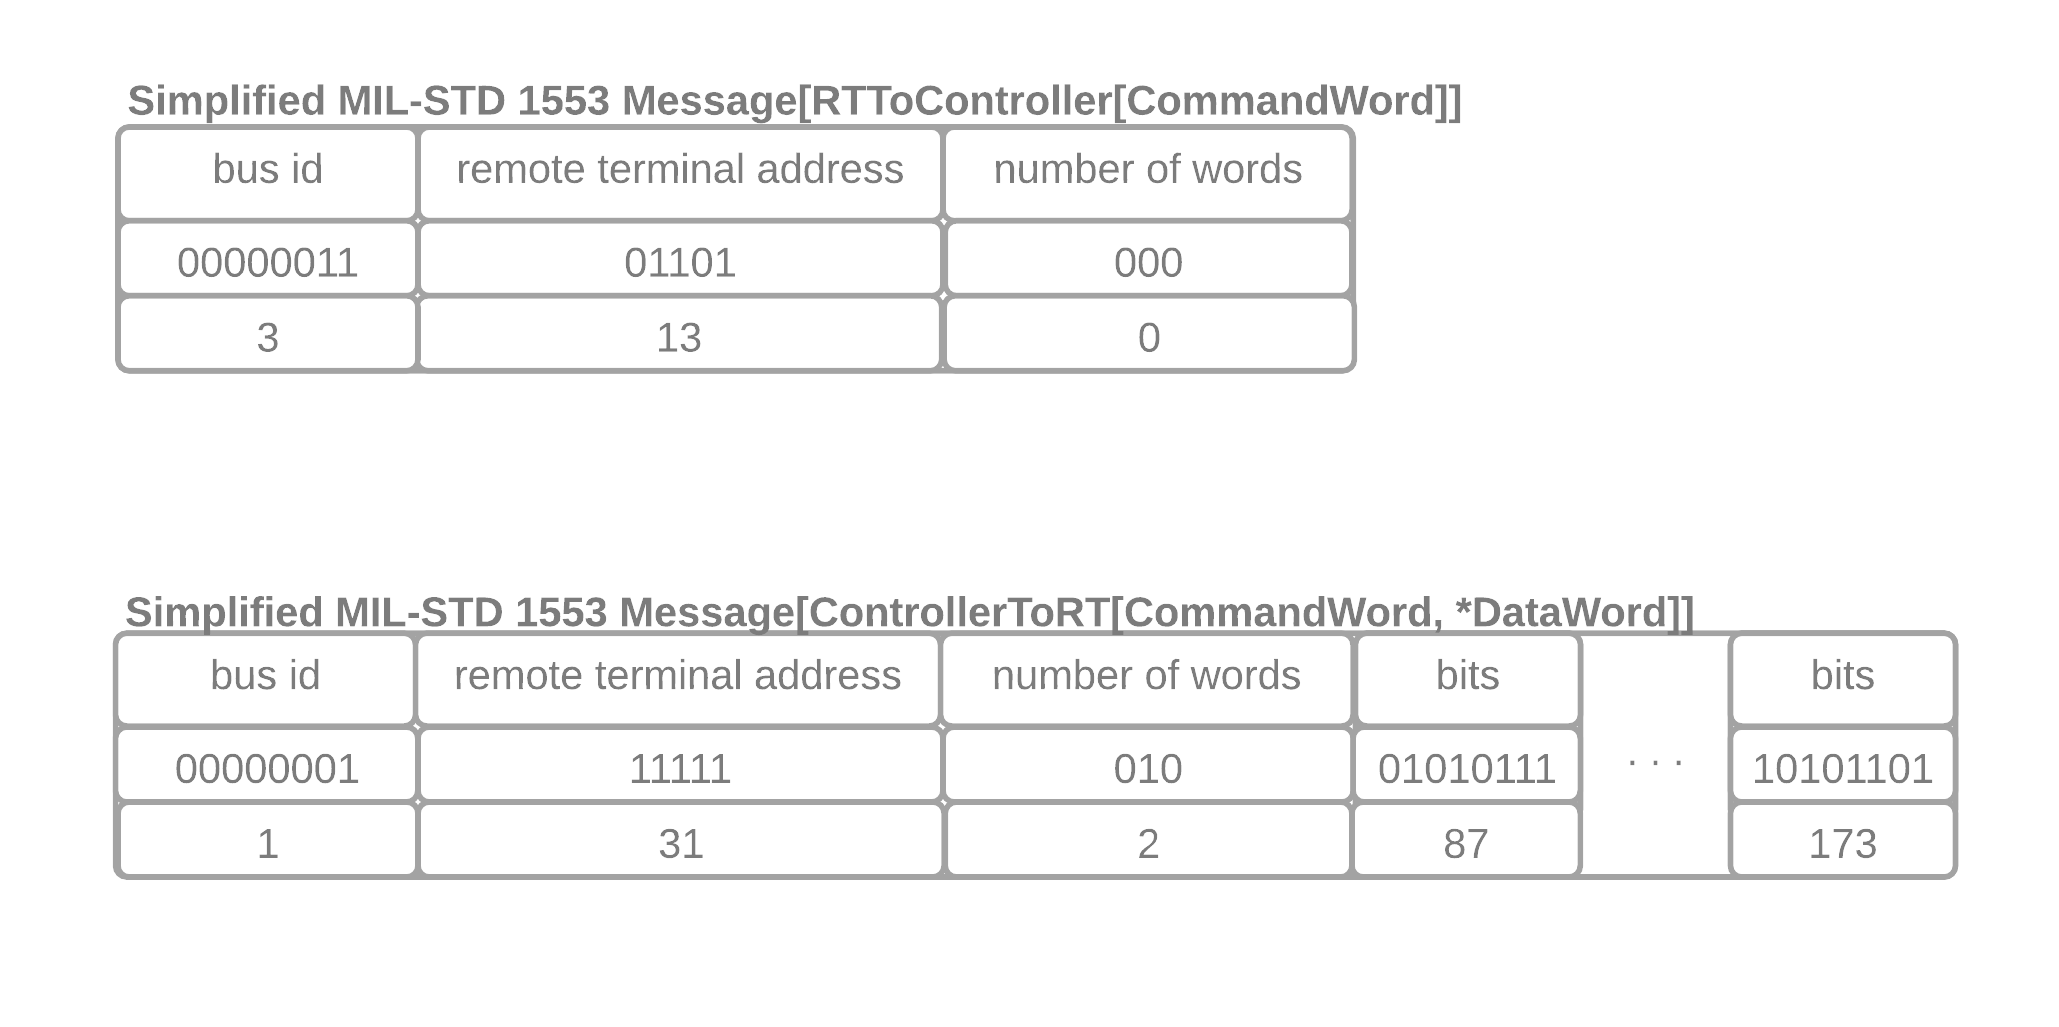 Simplified MIL-STD 1553 Message[RTToController[CommandWord]]
bus id remote terminal address number of words
00000011 01101 000
3 13 0
Simplified MIL-STD 1553 Message[ControllerToRT[CommandWord, *DataWord]]
bus id remote terminal address number of words bits bits
00000001 11111 010 01010111 . . . 10101101
1 31 2 87 173